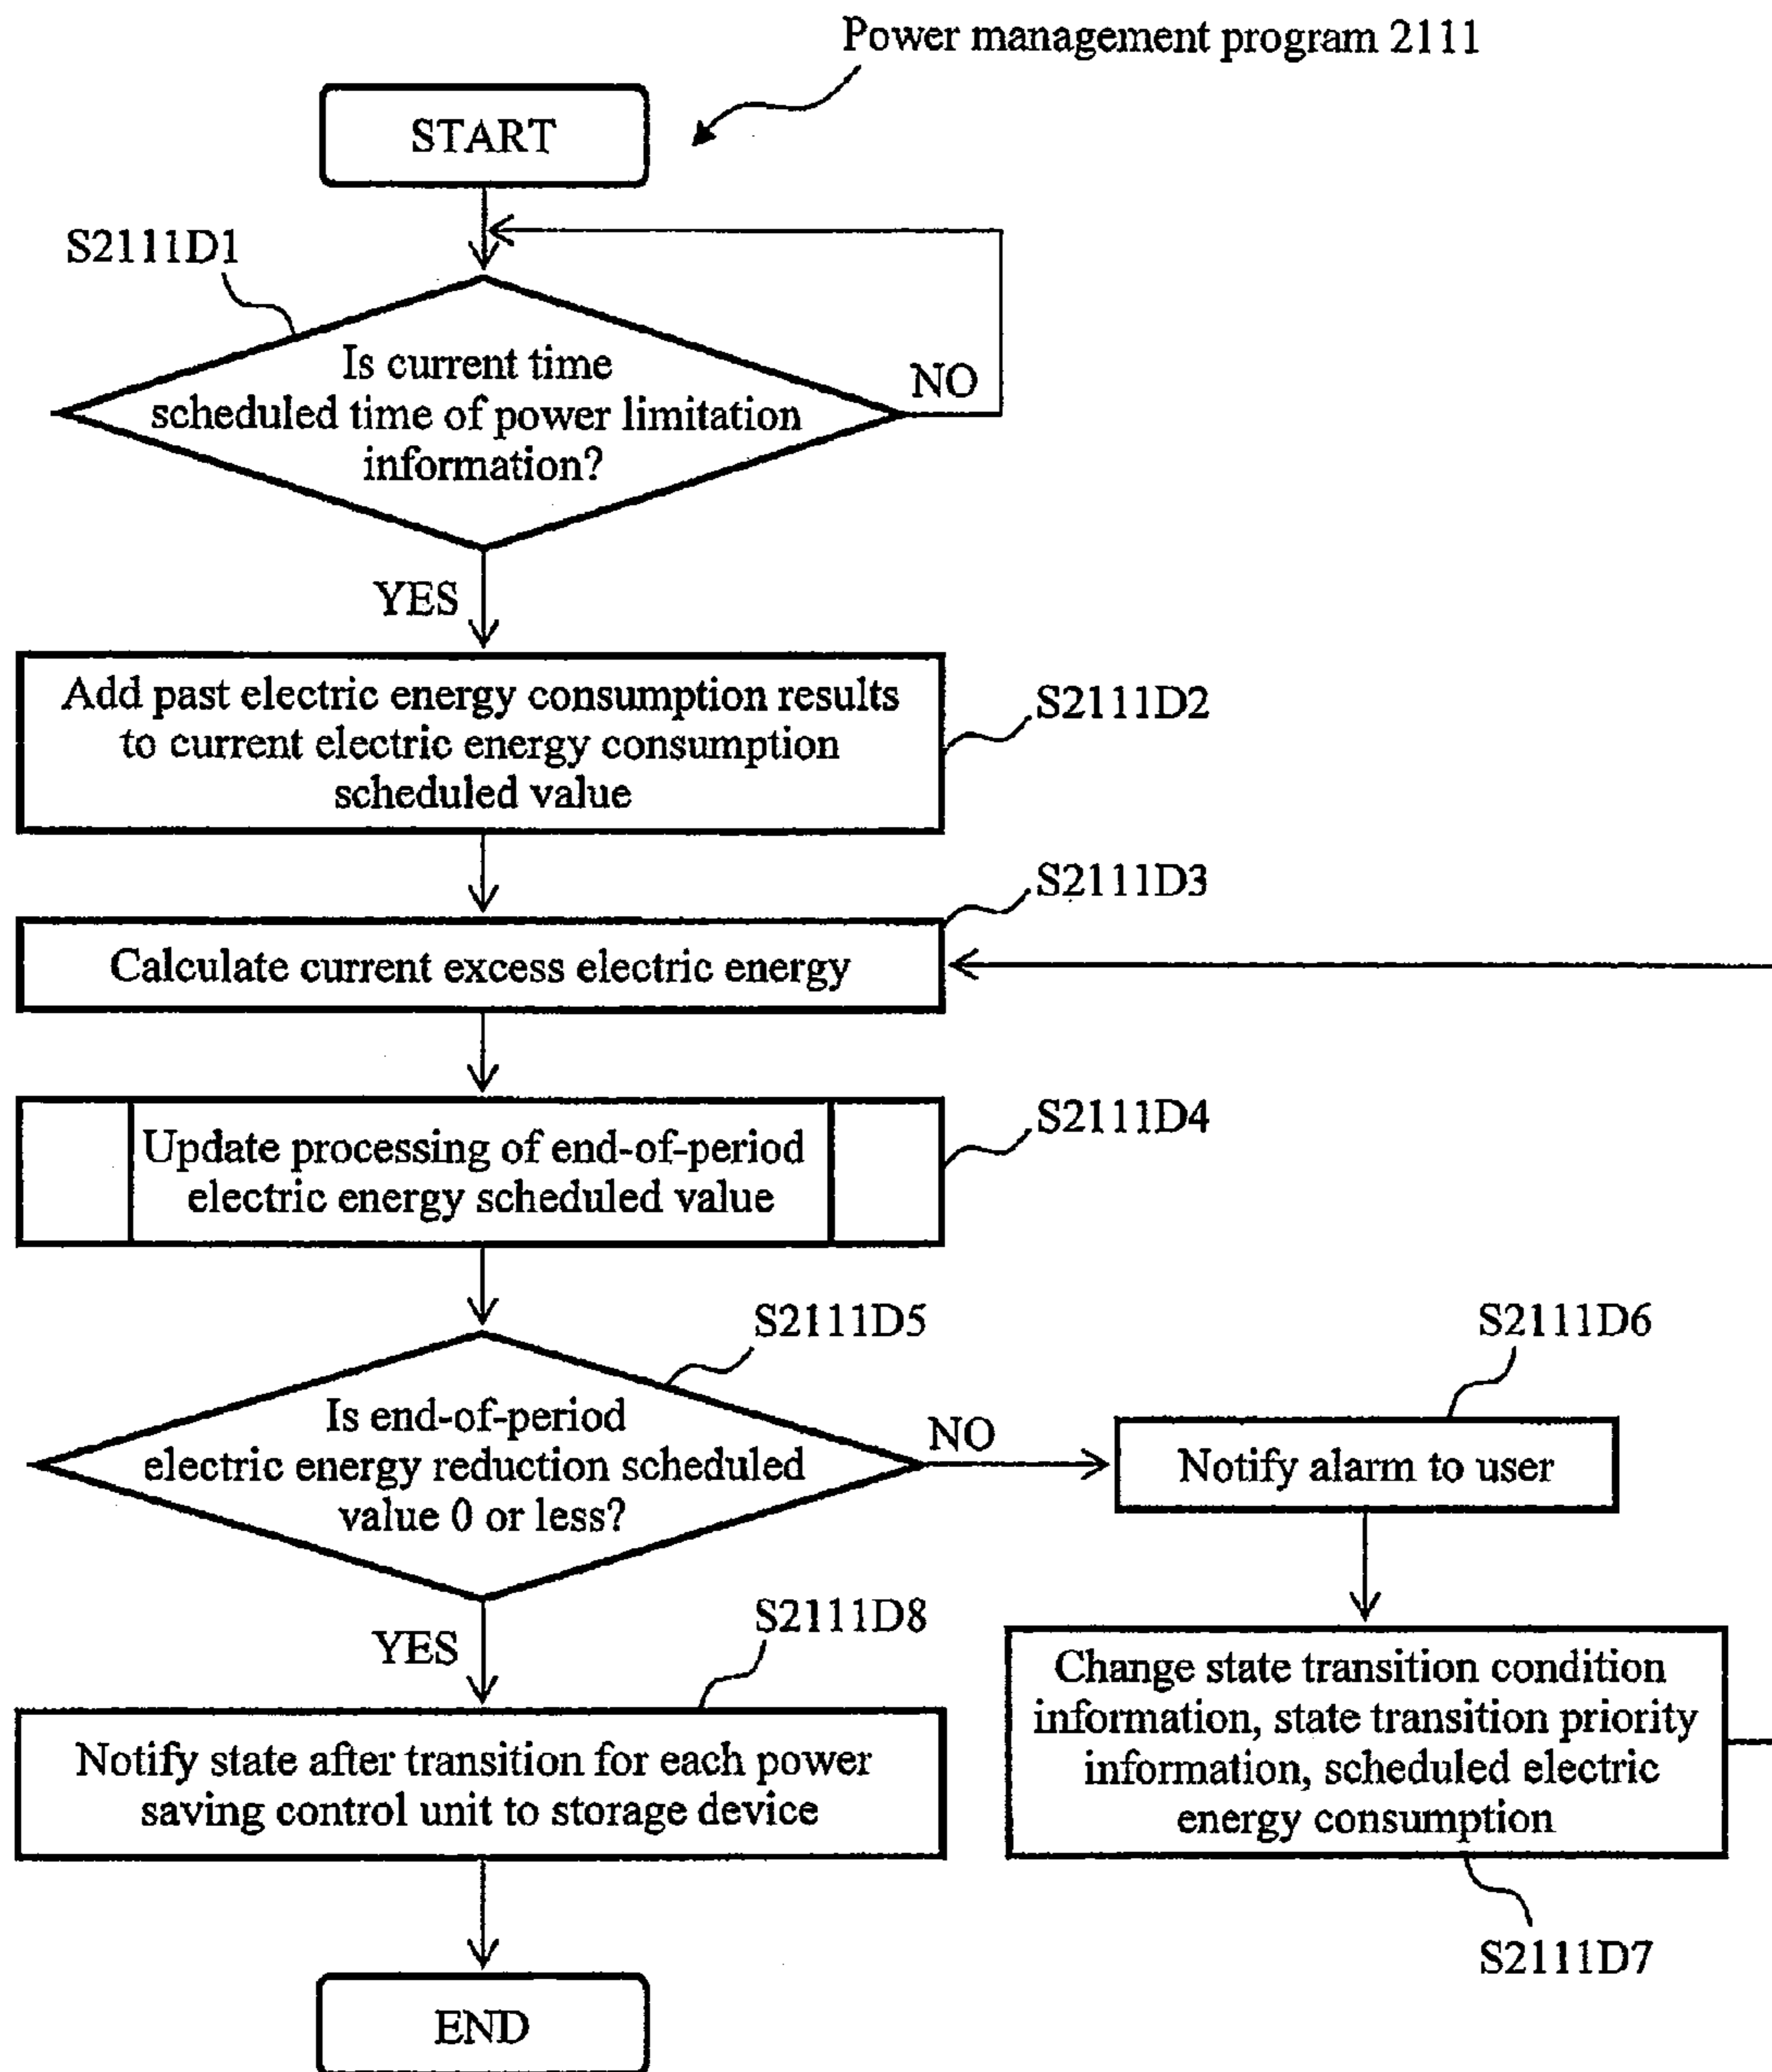 Power management program 2111
START
S2111D1
Is current time
scheduled time of power limitation
information?
NO
YES
Add past electric energy consumption results
to current electric energy consumption
scheduled value
S2111D2
S2111D3
Calculate current excess electric energy
S2111D4
Update processing of end-of-period
electric energy scheduled value
S2111D5
Is end-of-period
electric energy reduction scheduled
value 0 or less?
NO
S2111D6
Notify alarm to user
YES
S2111D8
Notify state after transition for each power
saving control unit to storage device
Change state transition condition
information, state transition priority
information, scheduled electric
energy consumption
S2111D7
END